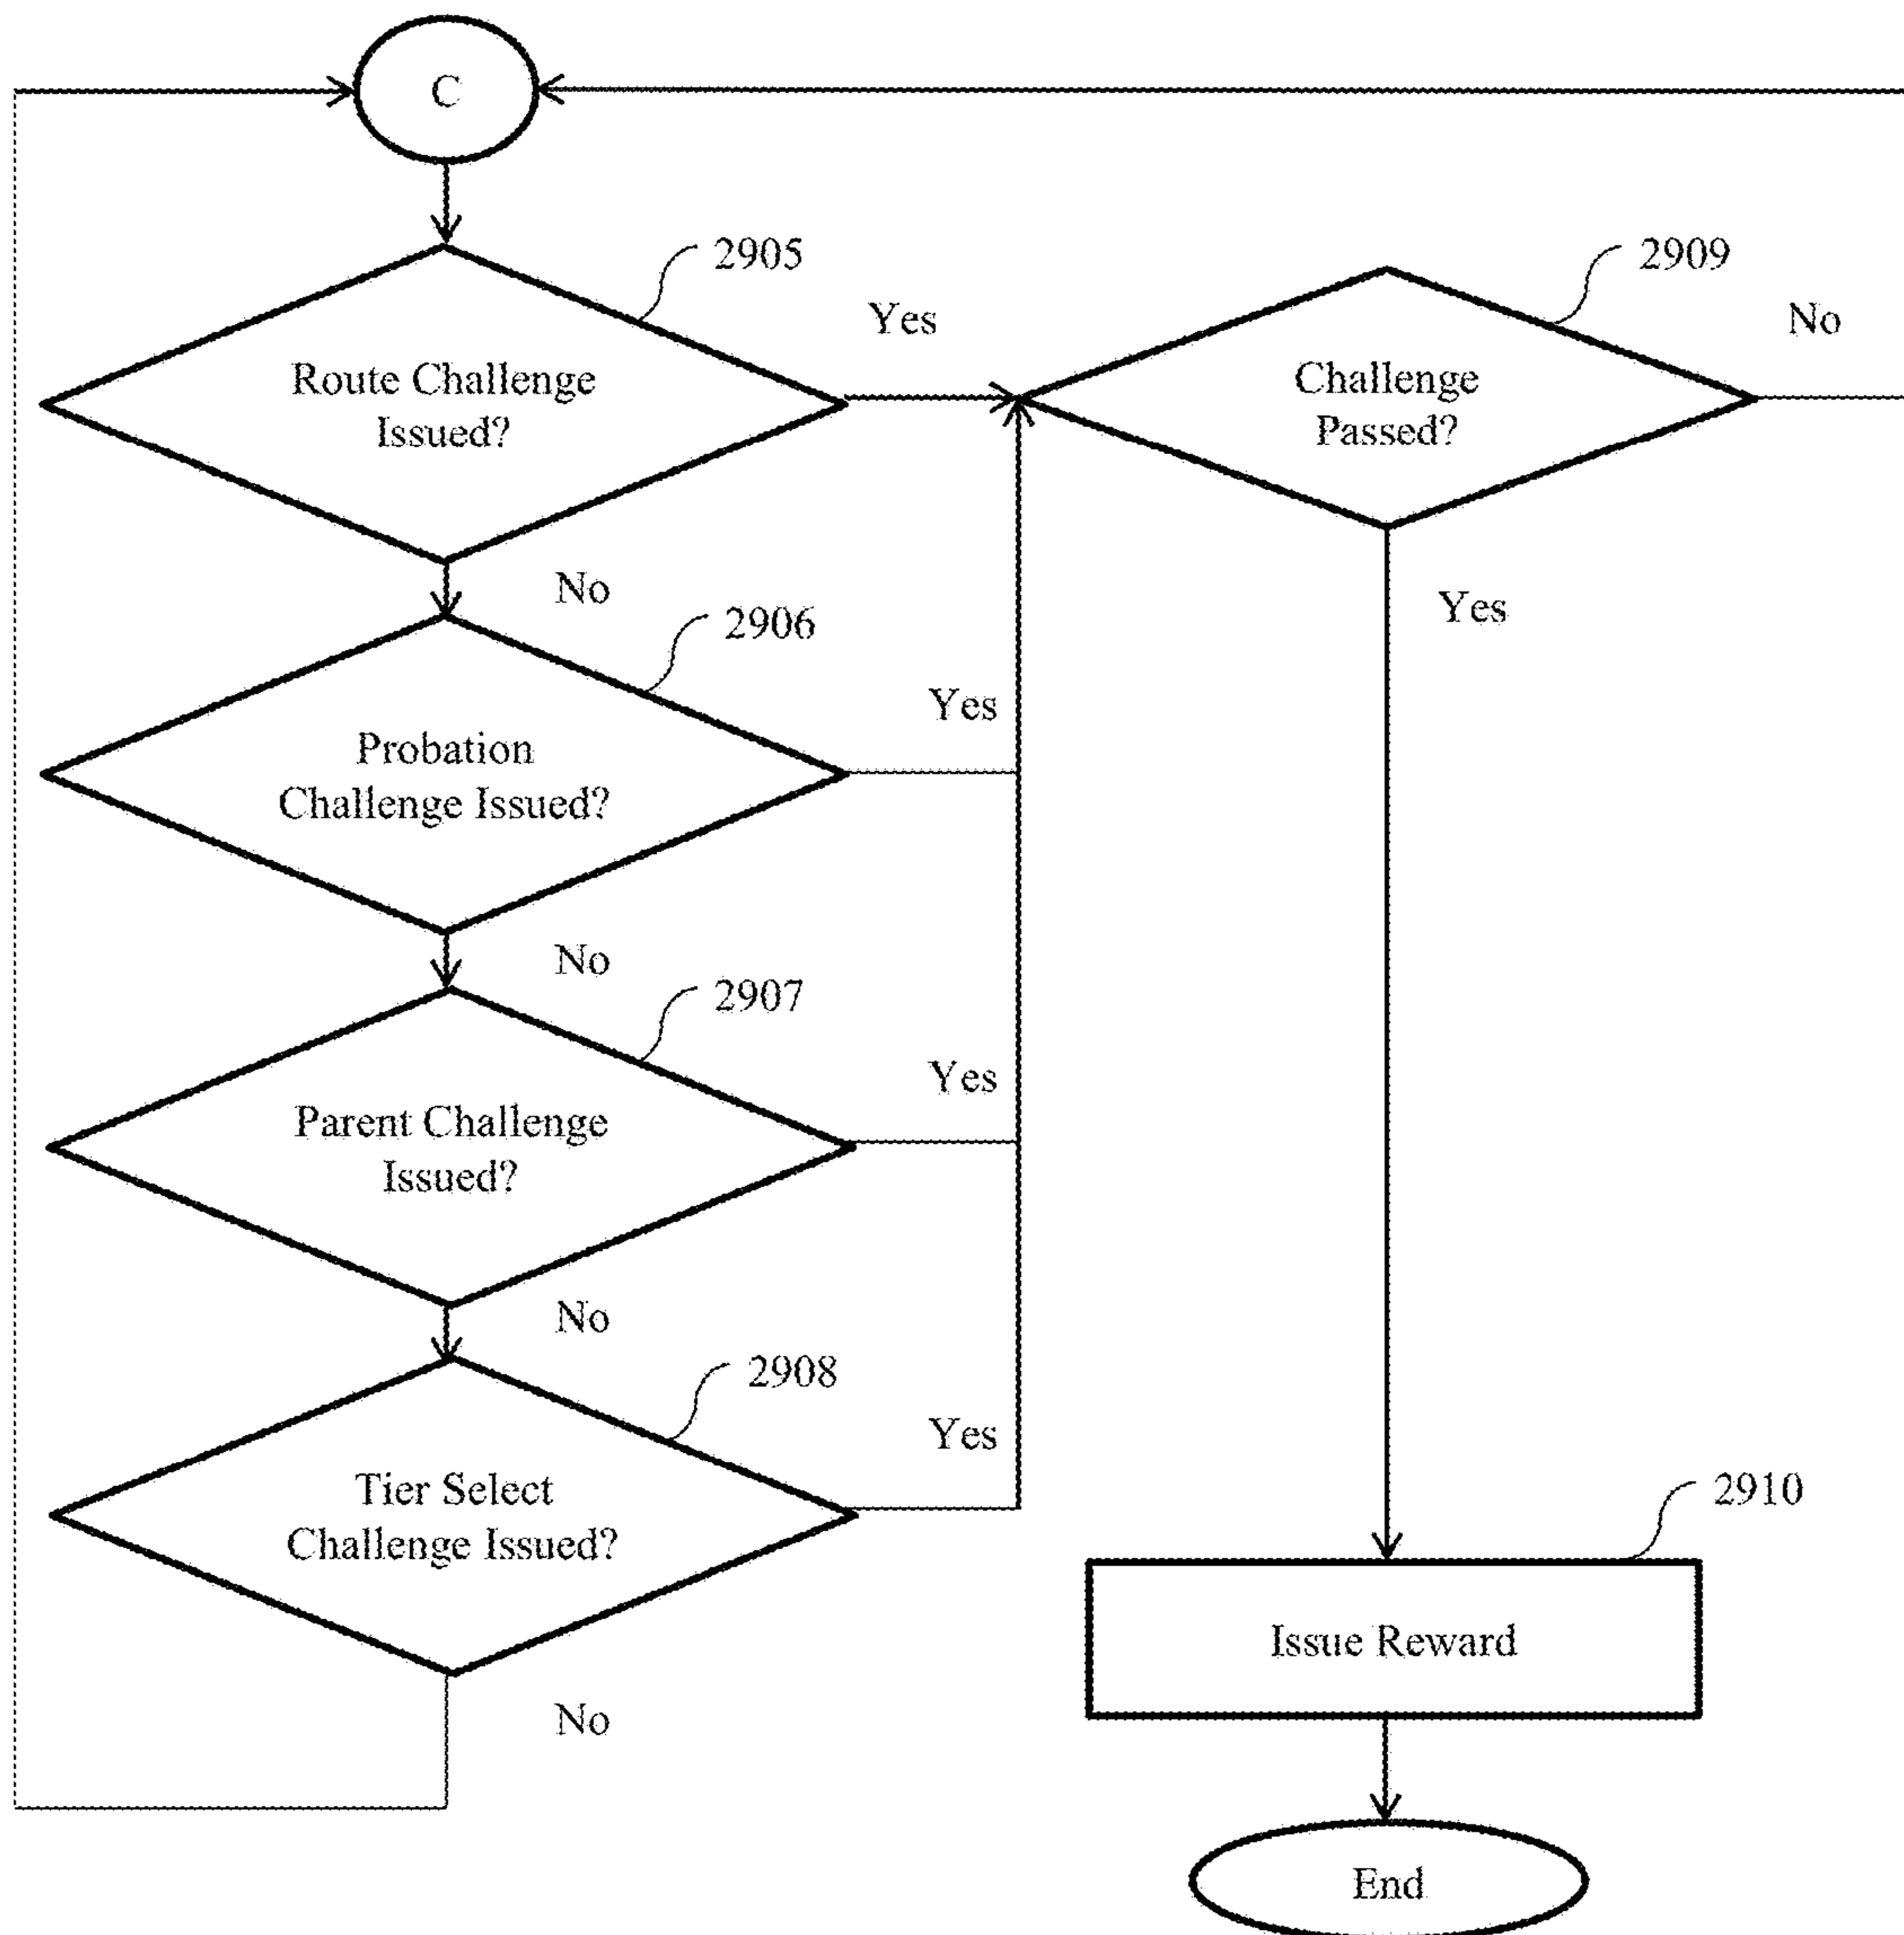 C
2905
Route Challenge
Issued?
Yes
No
2909
Challenge
Passed?
No
Yes
2906
Probation
Challenge Issued?
Yes
No
2907
Parent Challenge
Issued?
Yes
No
2908
Tier Select
Challenge Issued?
Yes
No
2910
Issue Reward
End